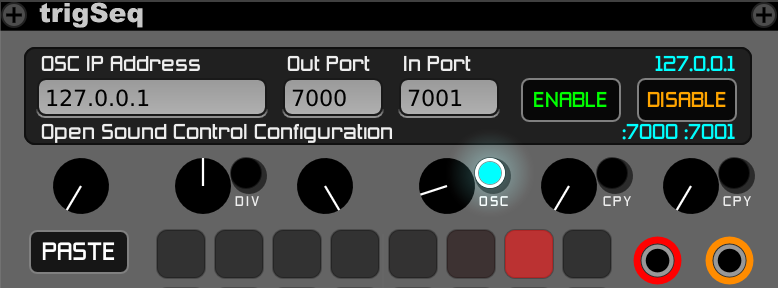 trigSeq
OSC IP Address Out Port In Port 127.0.0.1
127.0.0.1 7000 7001 ENABLE DISABLE
Open Sound Control Configuration :7000 :7001
DIV OSC CPY CPY
PASTE